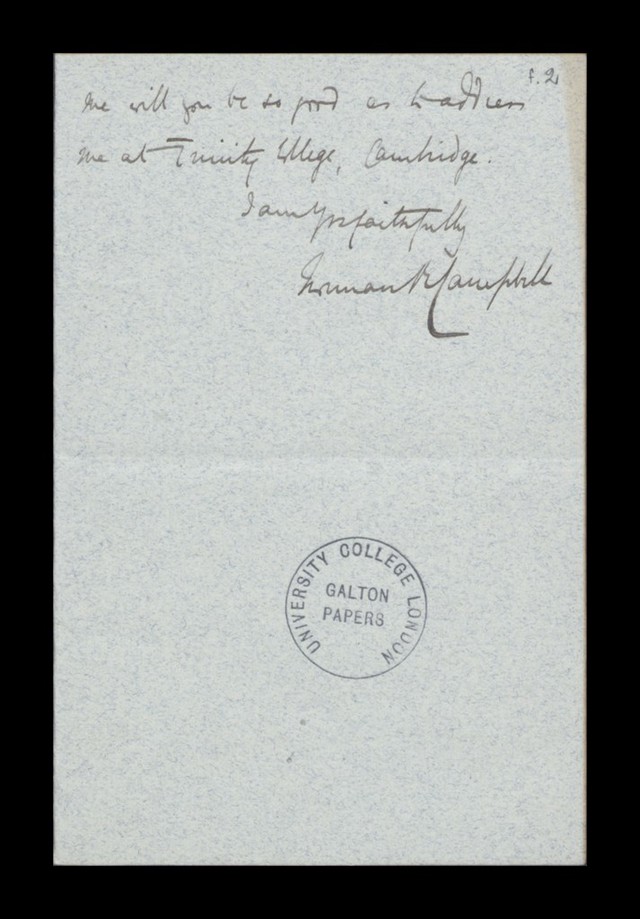 f. 2
me will you be so good as to address
me at Trinity College, Cambridge.
I am Yrs faithfully
Norman R Campbell
UNIVERSITY COLLEGE LONDON
GALTON
PAPERS